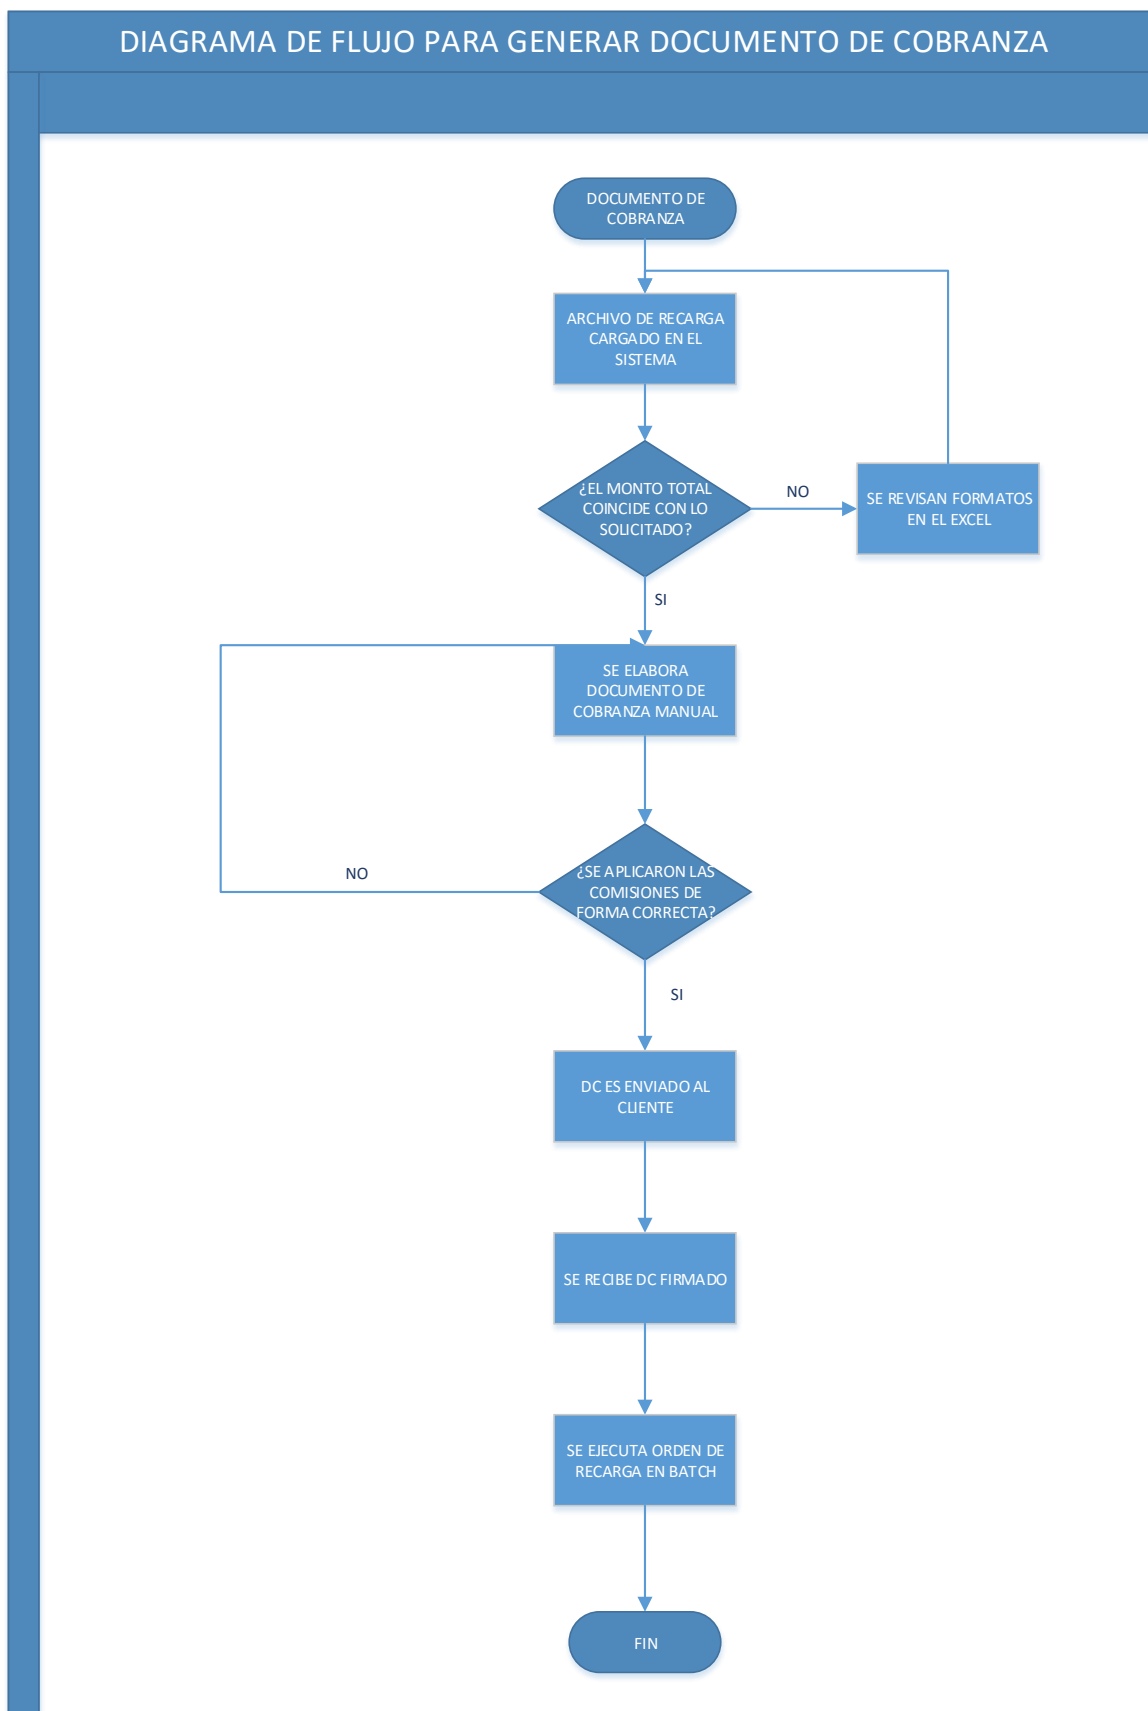 DIAGRAMA DE FLUJO PARA GENERAR DOCUMENTO DE COBRANZA
DOCUMENTO DE
COBRANZA
ARCHIVO DE RECARGA
CARGADO EN EL
SISTEMA
¿EL MONTO TOTAL
COINCIDE CON LO
SOLICITADO?
NO
SE REVISAN FORMATOS
EN EL EXCEL
SI
SE ELABORA
DOCUMENTO DE
COBRANZA MANUAL
¿SE APLICARON LAS
COMISIONES DE
FORMA CORRECTA?
NO
SI
DC ES ENVIADO AL
CLIENTE
SE RECIBE DC FIRMADO
SE EJECUTA ORDEN DE
RECARGA EN BATCH
FIN